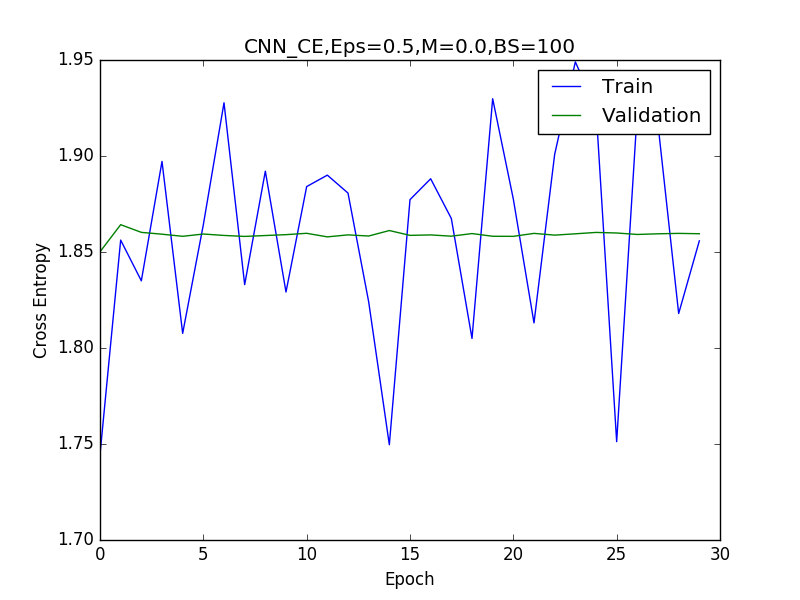 CNN_CE,Eps=0.5,M=0.0,BS=100
Train
Validation
1.95
1.90
1.85
1.80
1.75
1.70
Cross Entropy
0 5 10 15 20 25 30
Epoch